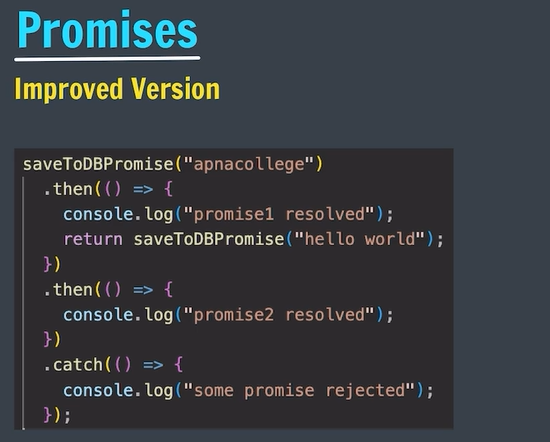 Promises
Improved Version
saveToDBPromise("apnacollege")
  .then(() => {
    console.log("promise1 resolved");
    return saveToDBPromise("hello world");
  })
  .then(() => {
    console.log("promise2 resolved");
  })
  .catch(() => {
    console.log("some promise rejected");
  });